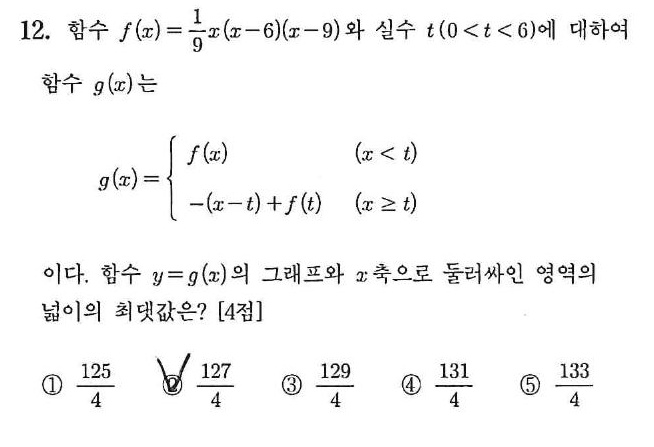 12. 함수 f(x)=1/9x(x-6)(x-9)와 실수 t(0<t<6)에 대하여
함수 g(x)는
g(x)={ f(x) (x<t)
-(x-t)+f(t) (x≥t)
이다. 함수 y=g(x)의 그래프와 x축으로 둘러싸인 영역의
넓이의 최댓값은? [4점]
① 125/4 ② 127/4 ③ 129/4 ④ 131/4 ⑤ 133/4